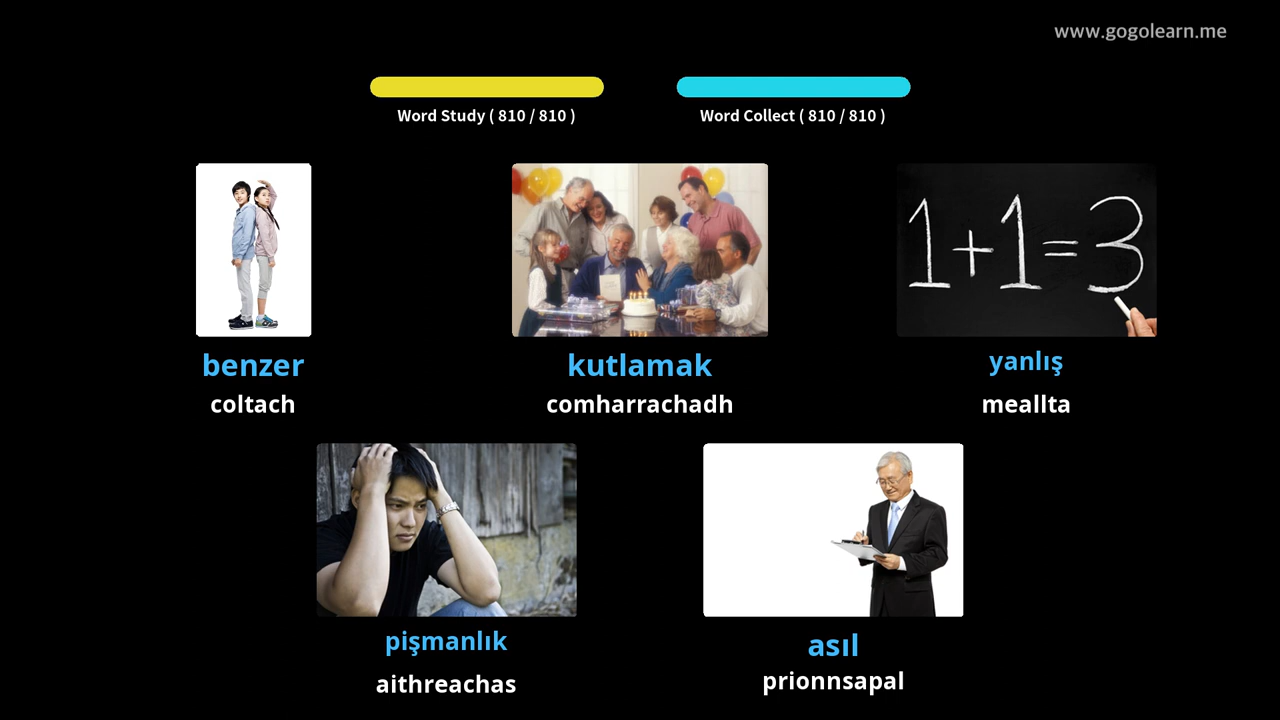 www.gogolearn.me
Word Study ( 810 / 810 )
Word Collect ( 810 / 810 )
1+1=3
benzer
kutlamak
yanlış
coltach
comharrachadh
meallta
pişmanlık
asıl
aithreachas
prionnsapal